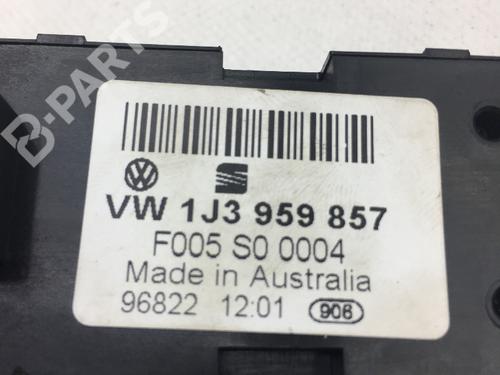 B-PARTS
VW 1J3 959 857
F005 S0 0004
Made in Australia
96822 12:01 906